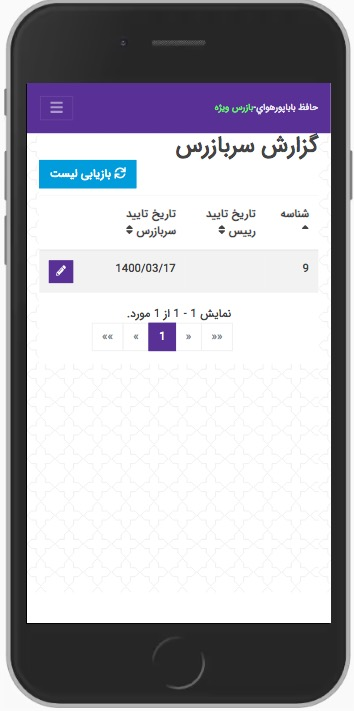 حافظ باباپورهواي-بازرس ویژه
گزارش سربازرس
بازیابی لیست
شناسه
تاریخ تایید رییس
تاریخ تایید سربازرس
9
1400/03/17
نمایش 1 - 1 از 1 مورد.
««
«
1
»
»»